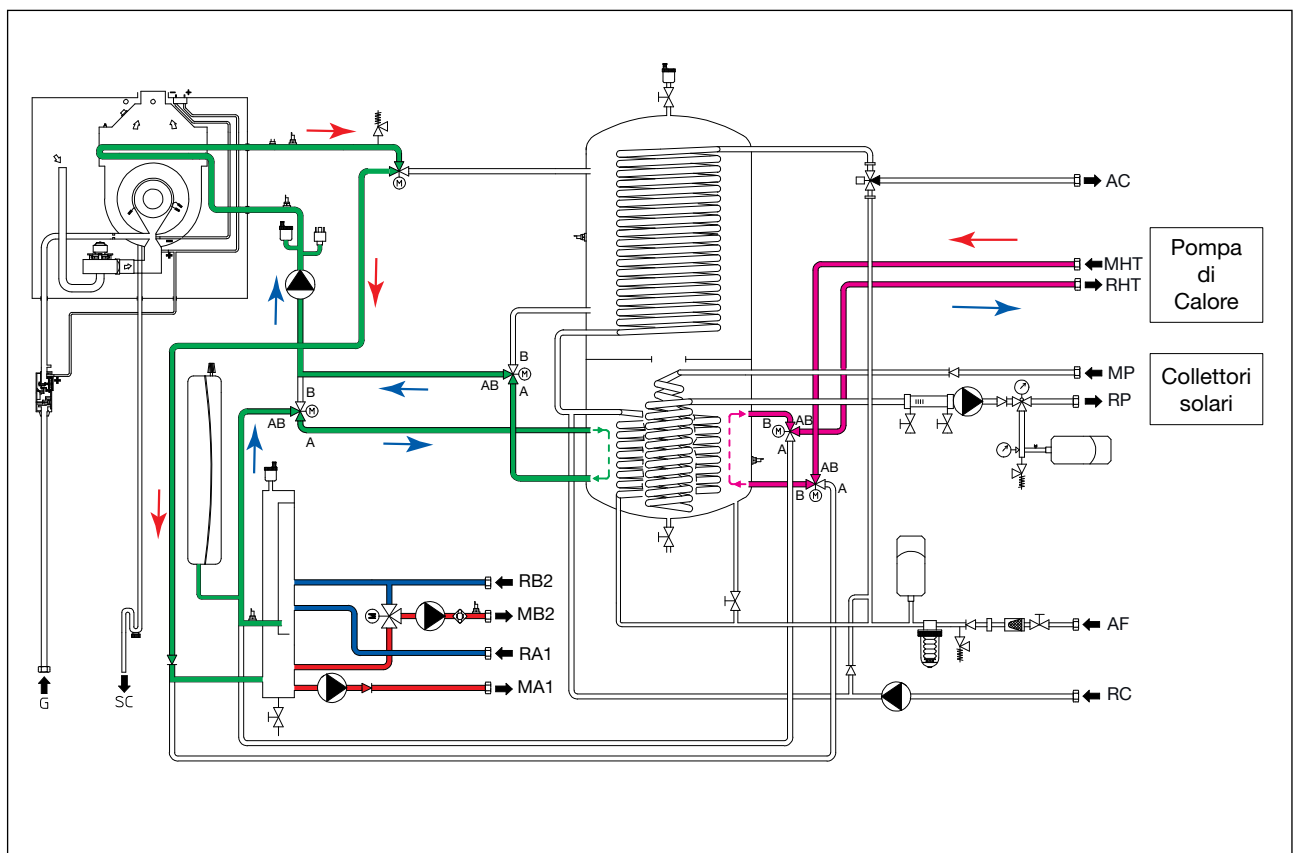 AC
Pompa
di
Calore
MHT
RHT
M
B
AB
M
A
MP
Collettori
solari
RP
B
AB
M
A
B
AB
M
A
AB
B
M
A
RB2
MB2
M
AF
RA1
MA1
RC
G
SC